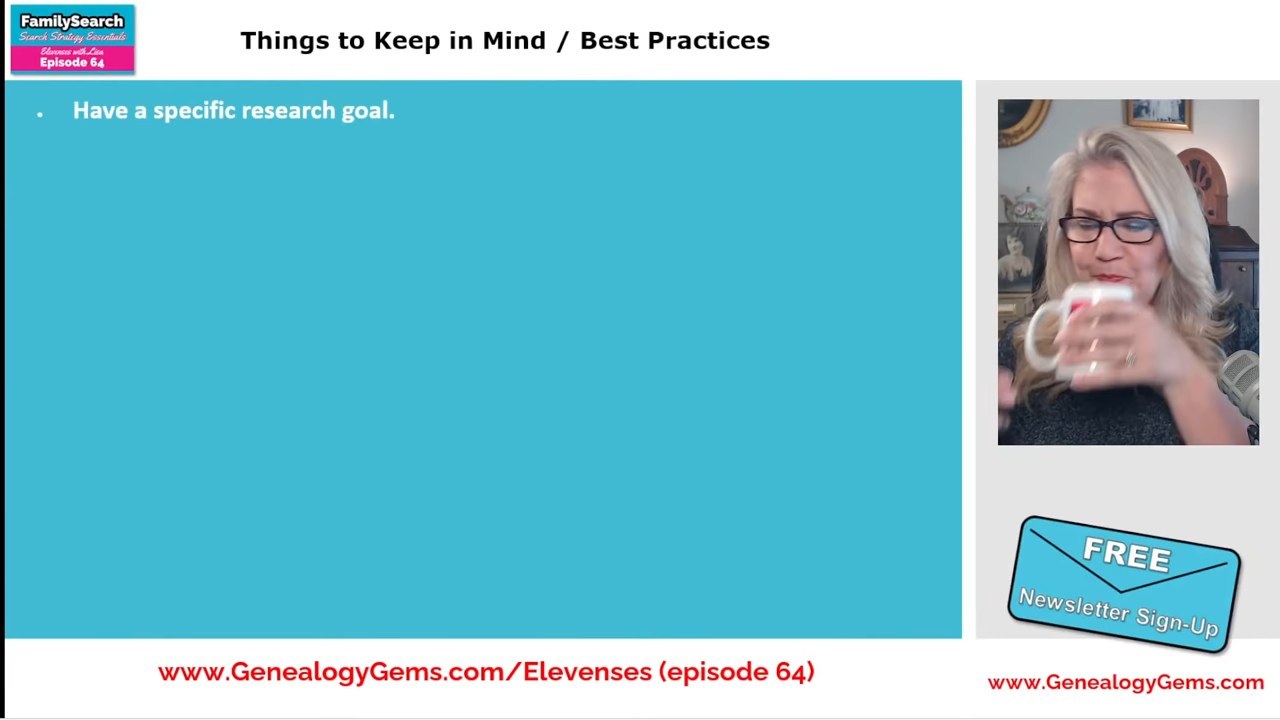 FamilySearch
Search Strategy Essentials
Elevenses with Lisa
Episode 64
Things to Keep in Mind / Best Practices
• Have a specific research goal.
FREE
Newsletter Sign-Up
www.GenealogyGems.com/Elevenses (episode 64)
www.GenealogyGems.com